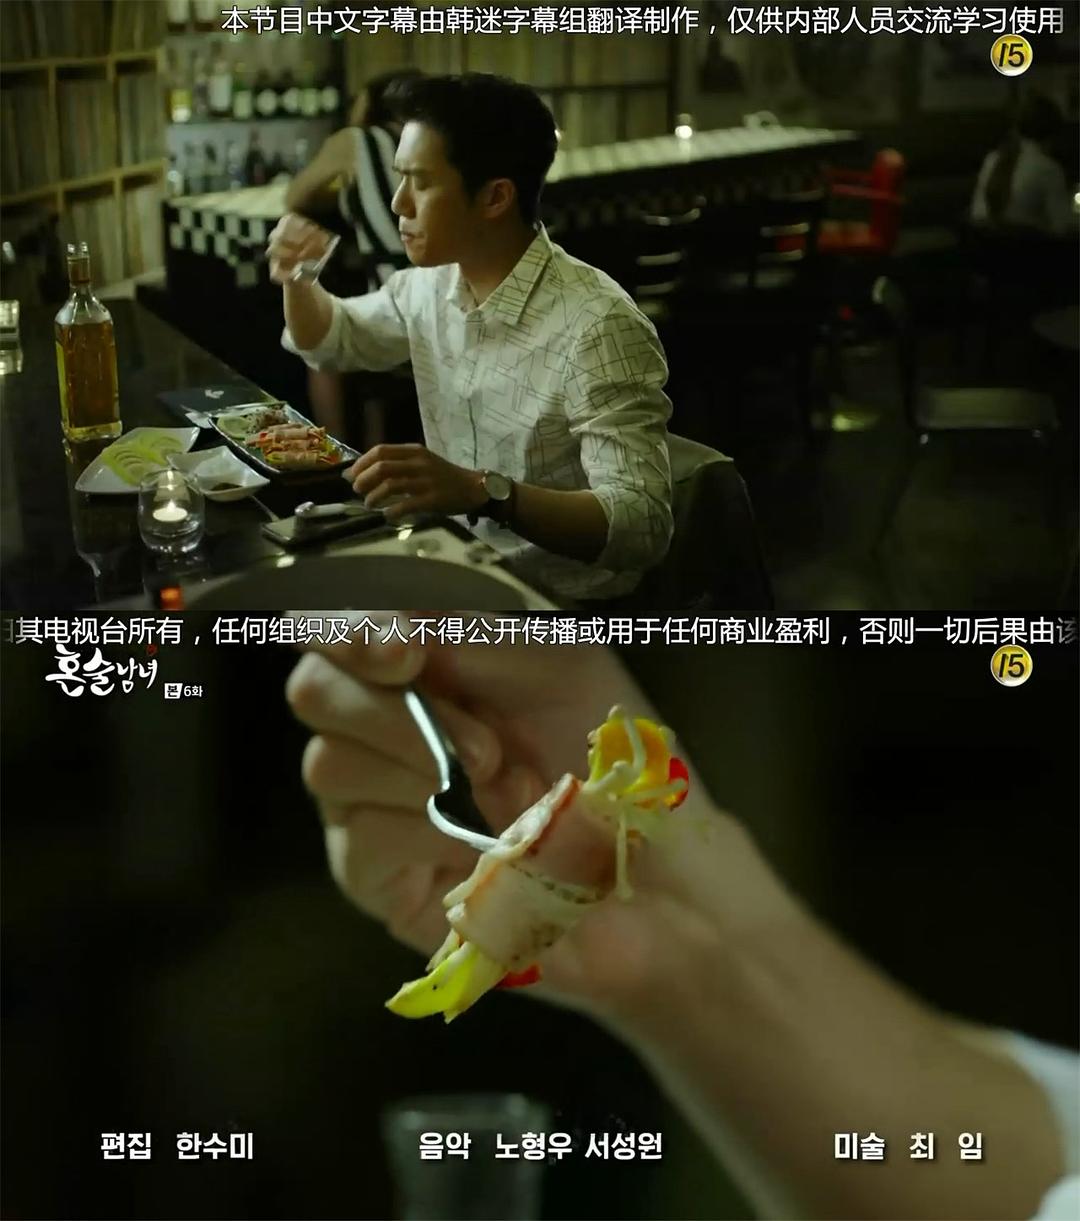 本节目中文字幕由韩迷字幕组翻译制作，仅供内部人员交流学习使用
15
其电视台所有，任何组织及个人不得公开传播或用于任何商业盈利，否则一切后果由该
혼술남녀
본 6화
15
편집 한수미
음악 노형우 서성원
미술 최 임